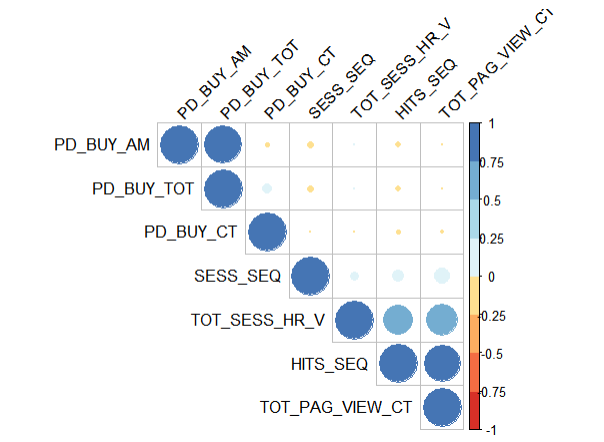 PD_BUY_AM
PD_BUY_TOT
PD_BUY_CT
SESS_SEQ
TOT_SESS_HR_V
HITS_SEQ
TOT_PAG_VIEW_CT
PD_BUY_AM
PD_BUY_TOT
PD_BUY_CT
SESS_SEQ
TOT_SESS_HR_V
HITS_SEQ
TOT_PAG_VIEW_CT
1
0.75
0.5
0.25
0
-0.25
-0.5
-0.75
-1